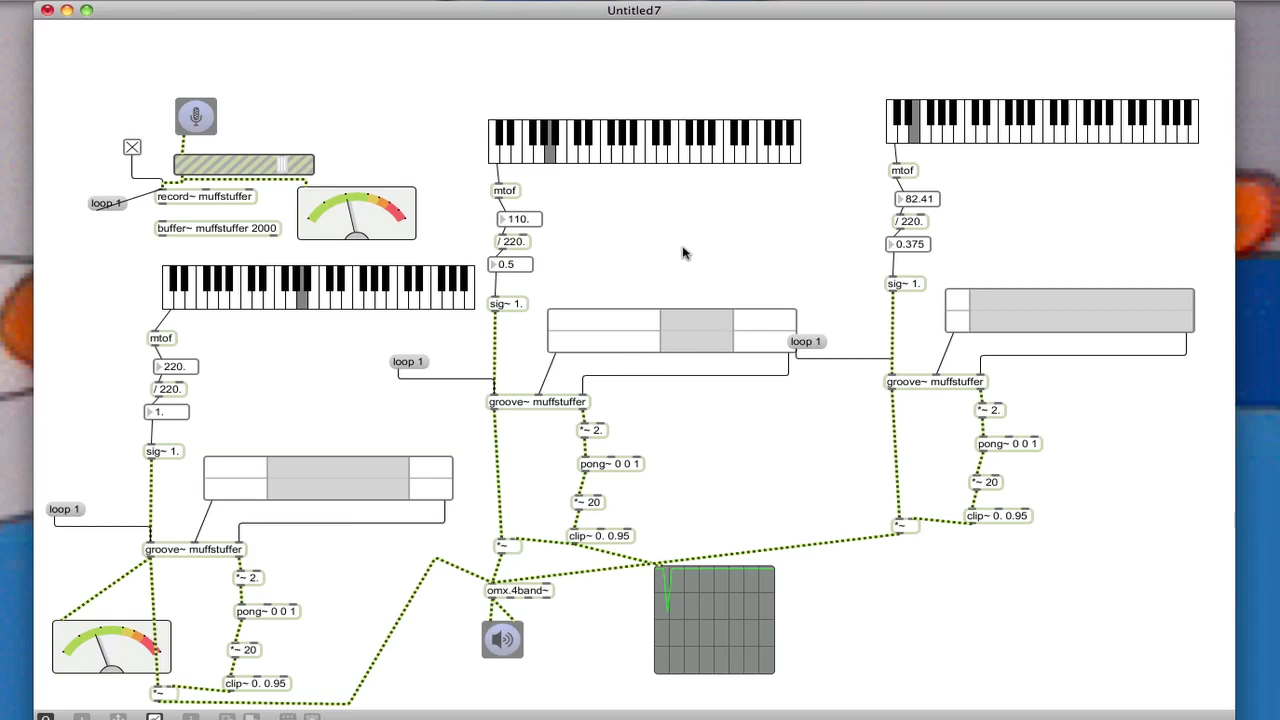 Untitled7
loop 1
record~ muffstuffer
buffer~ muffstuffer 2000
mtof
220.
/ 220.
1.
sig~ 1.
loop 1
groove~ muffstuffer
*~ 2.
pong~ 0 0 1
*~ 20
clip~ 0. 0.95
*~
mtof
110.
/ 220.
0.5
sig~ 1.
loop 1
groove~ muffstuffer
*~ 2.
pong~ 0 0 1
*~ 20
clip~ 0. 0.95
*~
omx.4band~
mtof
82.41
/ 220.
0.375
sig~ 1.
loop 1
groove~ muffstuffer
*~ 2.
pong~ 0 0 1
*~ 20
clip~ 0. 0.95
*~